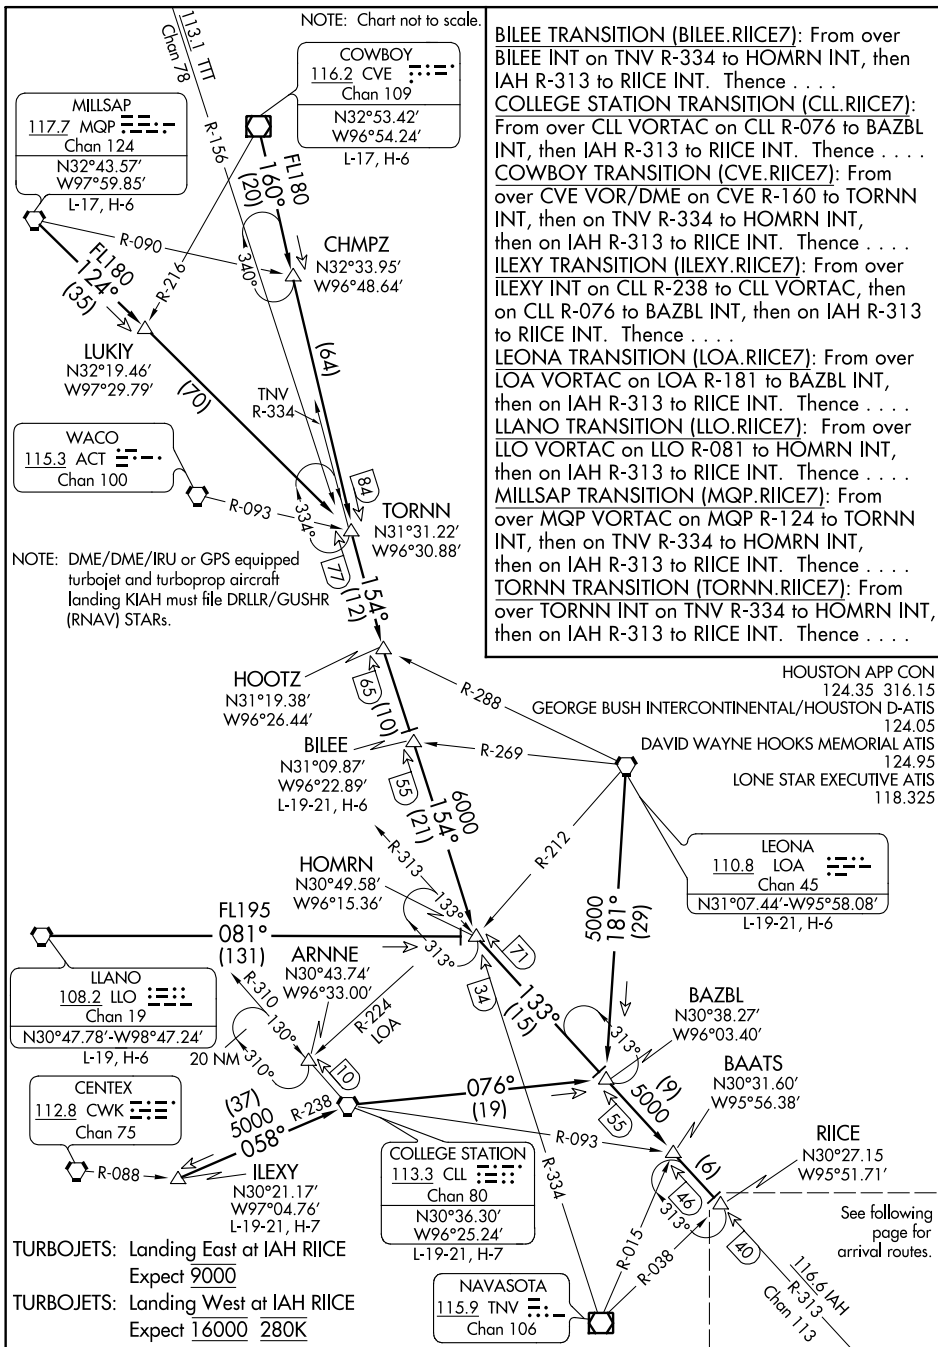 NOTE: Chart not to scale.
113.1 TTT
Chan 78
R-156
COWBOY
116.2 CVE
Chan 109
N32°53.42'
W96°54.24'
L-17, H-6
MILLSAP
117.7 MQP
Chan 124
N32°43.57'
W97°59.85'
L-17, H-6
FL180
160°
(20)
R-090
R-216
340°
CHMPZ
N32°33.95'
W96°48.64'
FL180
124°
(35)
LUKIY
N32°19.46'
W97°29.79'
(70)
(64)
TNV
R-334
WACO
115.3 ACT
Chan 100
R-093
334°
84
TORNN
N31°31.22'
W96°30.88'
77
154°
(12)
NOTE: DME/DME/IRU or GPS equipped
turbojet and turboprop aircraft
landing KIAH must file DRLLR/GUSHR
(RNAV) STARs.
BILEE TRANSITION (BILEE.RIICE7): From over
BILEE INT on TNV R-334 to HOMRN INT, then
IAH R-313 to RIICE INT. Thence . . . .
COLLEGE STATION TRANSITION (CLL.RIICE7):
From over CLL VORTAC on CLL R-076 to BAZBL
INT, then IAH R-313 to RIICE INT. Thence . . . .
COWBOY TRANSITION (CVE.RIICE7): From
over CVE VOR/DME on CVE R-160 to TORNN
INT, then on TNV R-334 to HOMRN INT,
then on IAH R-313 to RIICE INT. Thence . . . .
ILEXY TRANSITION (ILEXY.RIICE7): From over
ILEXY INT on CLL R-238 to CLL VORTAC, then
on CLL R-076 to BAZBL INT, then on IAH R-313
to RIICE INT. Thence . . . .
LEONA TRANSITION (LOA.RIICE7): From over
LOA VORTAC on LOA R-181 to BAZBL INT,
then on IAH R-313 to RIICE INT. Thence . . . .
LLANO TRANSITION (LLO.RIICE7): From over
LLO VORTAC on LLO R-081 to HOMRN INT,
then on IAH R-313 to RIICE INT. Thence . . . .
MILLSAP TRANSITION (MQP.RIICE7): From
over MQP VORTAC on MQP R-124 to TORNN
INT, then on TNV R-334 to HOMRN INT,
then on IAH R-313 to RIICE INT. Thence . . . .
TORNN TRANSITION (TORNN.RIICE7): From
over TORNN INT on TNV R-334 to HOMRN INT,
then on IAH R-313 to RIICE INT. Thence . . . .
HOUSTON APP CON
124.35 316.15
GEORGE BUSH INTERCONTINENTAL/HOUSTON D-ATIS
124.05
DAVID WAYNE HOOKS MEMORIAL ATIS
124.95
LONE STAR EXECUTIVE ATIS
118.325
HOOTZ
N31°19.38'
W96°26.44'
65
(10)
R-288
R-269
BILEE
N31°09.87'
W96°22.89'
L-19-21, H-6
55
6000
154°
(21)
R-212
LEONA
110.8 LOA
Chan 45
N31°07.44'-W95°58.08'
L-19-21, H-6
5000
181°
(29)
R-313
HOMRN
N30°49.58'
W96°15.36'
133°
313°
71
34
FL195
081°
(131)
LLANO
108.2 LLO
Chan 19
N30°47.78'-W98°47.24'
L-19, H-6
ARNNE
N30°43.74'
W96°33.00'
R-310
130°
310°
20 NM
R-224
LOA
10
133°
(15)
313°
BAZBL
N30°38.27'
W96°03.40'
55
(9)
5000
BAATS
N30°31.60'
W95°56.38'
CENTEX
112.8 CWK
Chan 75
R-088
(37)
5000
058°
R-238
076°
(19)
R-093
ILEXY
N30°21.17'
W97°04.76'
L-19-21, H-7
COLLEGE STATION
113.3 CLL
Chan 80
N30°36.30'
W96°25.24'
L-19-21, H-7
R-334
(6)
46
313°
RIICE
N30°27.15
W95°51.71'
40
R-015
R-038
See following
page for
arrival routes.
116.6 IAH
R-313
Chan 113
NAVASOTA
115.9 TNV
Chan 106
TURBOJETS: Landing East at IAH RIICE
Expect 9000
TURBOJETS: Landing West at IAH RIICE
Expect 16000 280K